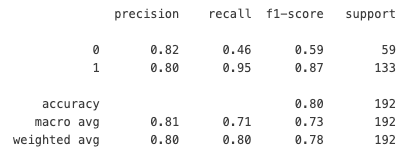 precision recall f1-score support
0 0.82 0.46 0.59 59
1 0.80 0.95 0.87 133
accuracy 0.80 192
macro avg 0.81 0.71 0.73 192
weighted avg 0.80 0.80 0.78 192